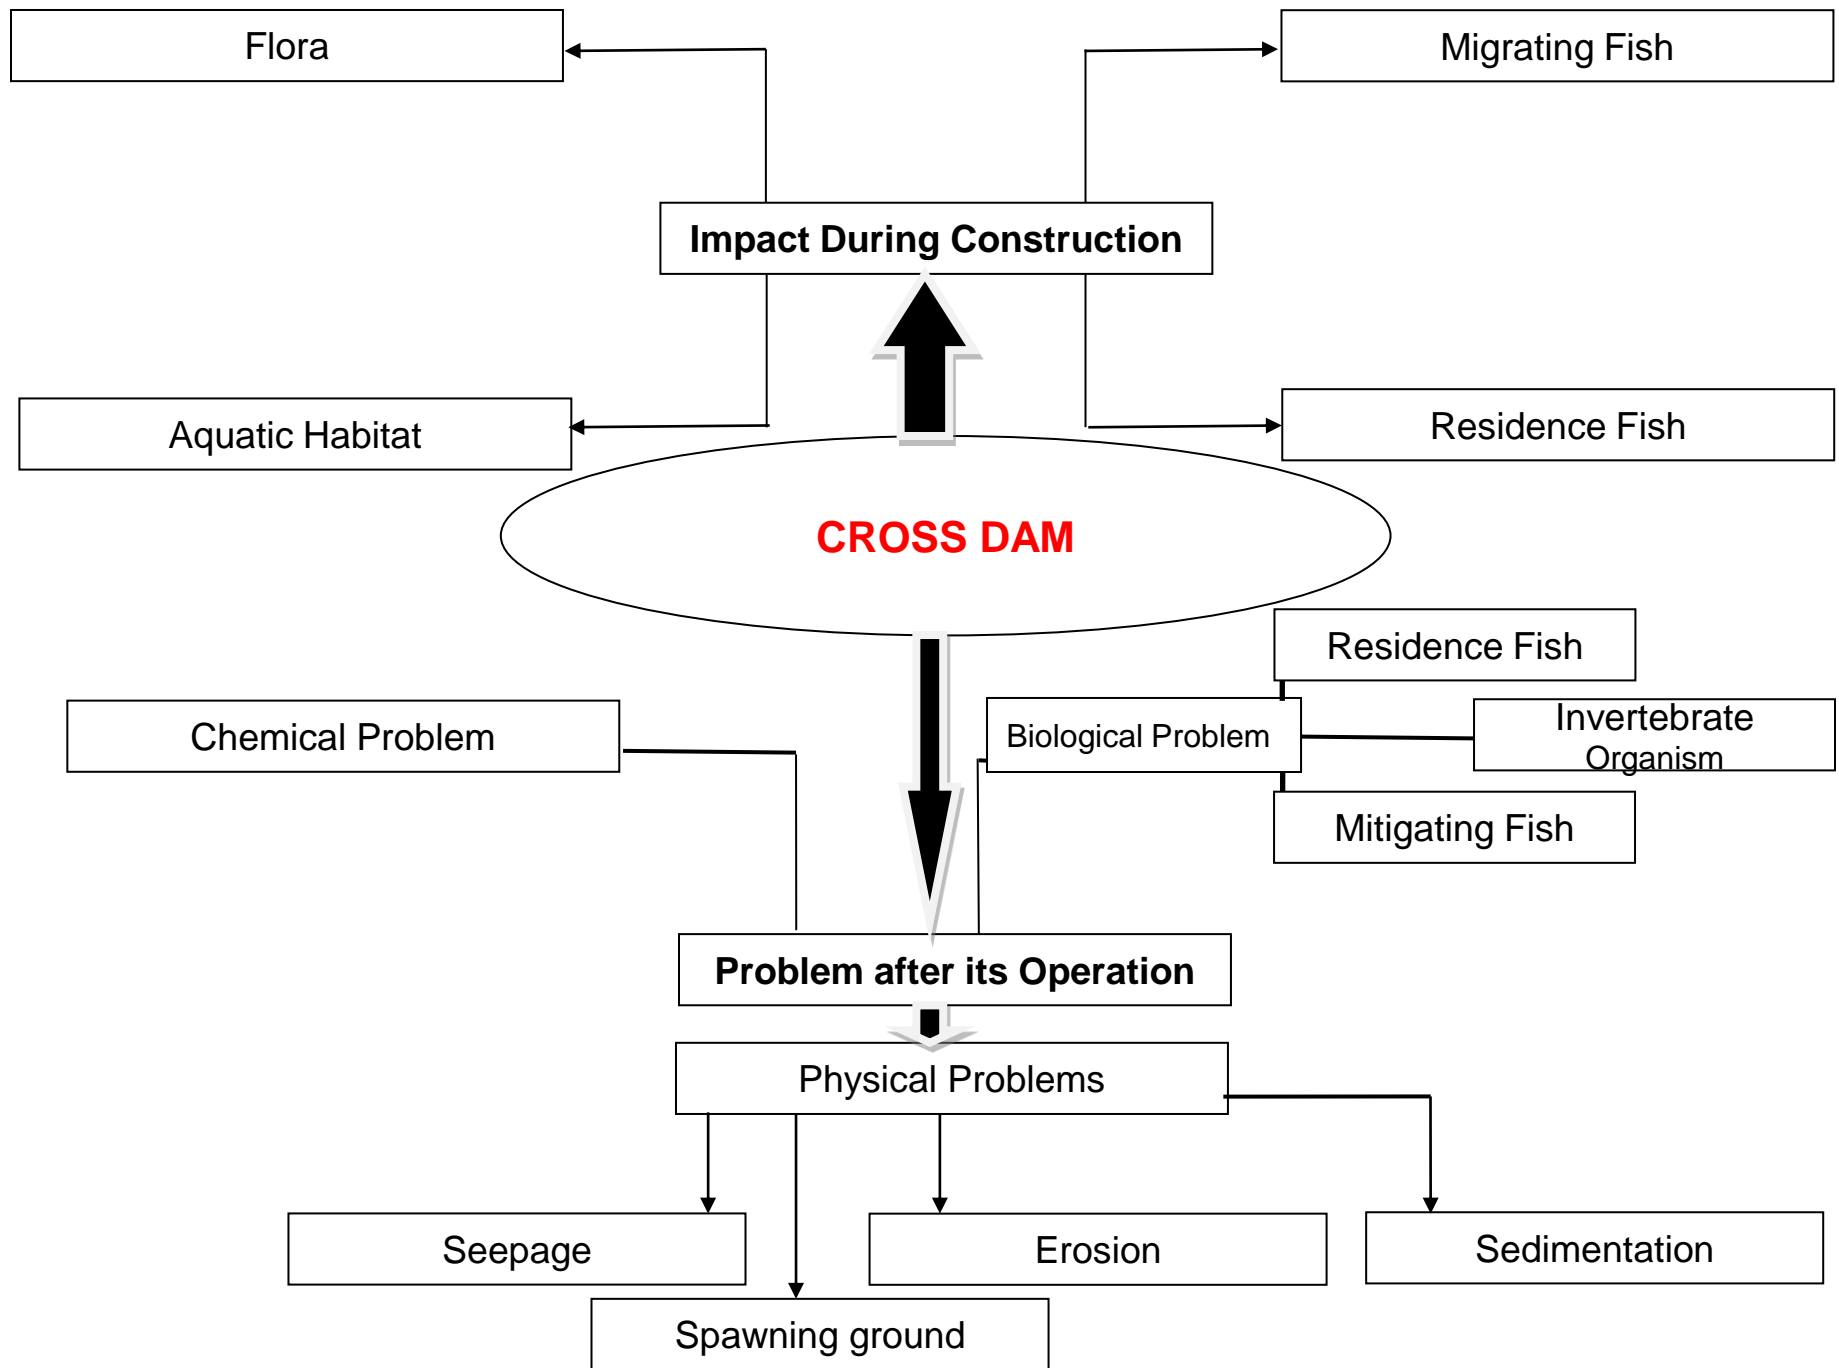 Flora
Migrating Fish
Impact During Construction
Aquatic Habitat
Residence Fish
CROSS DAM
Residence Fish
Chemical Problem
Biological Problem
Invertebrate
Organism
Mitigating Fish
Problem after its Operation
Physical Problems
Seepage
Erosion
Sedimentation
Spawning ground